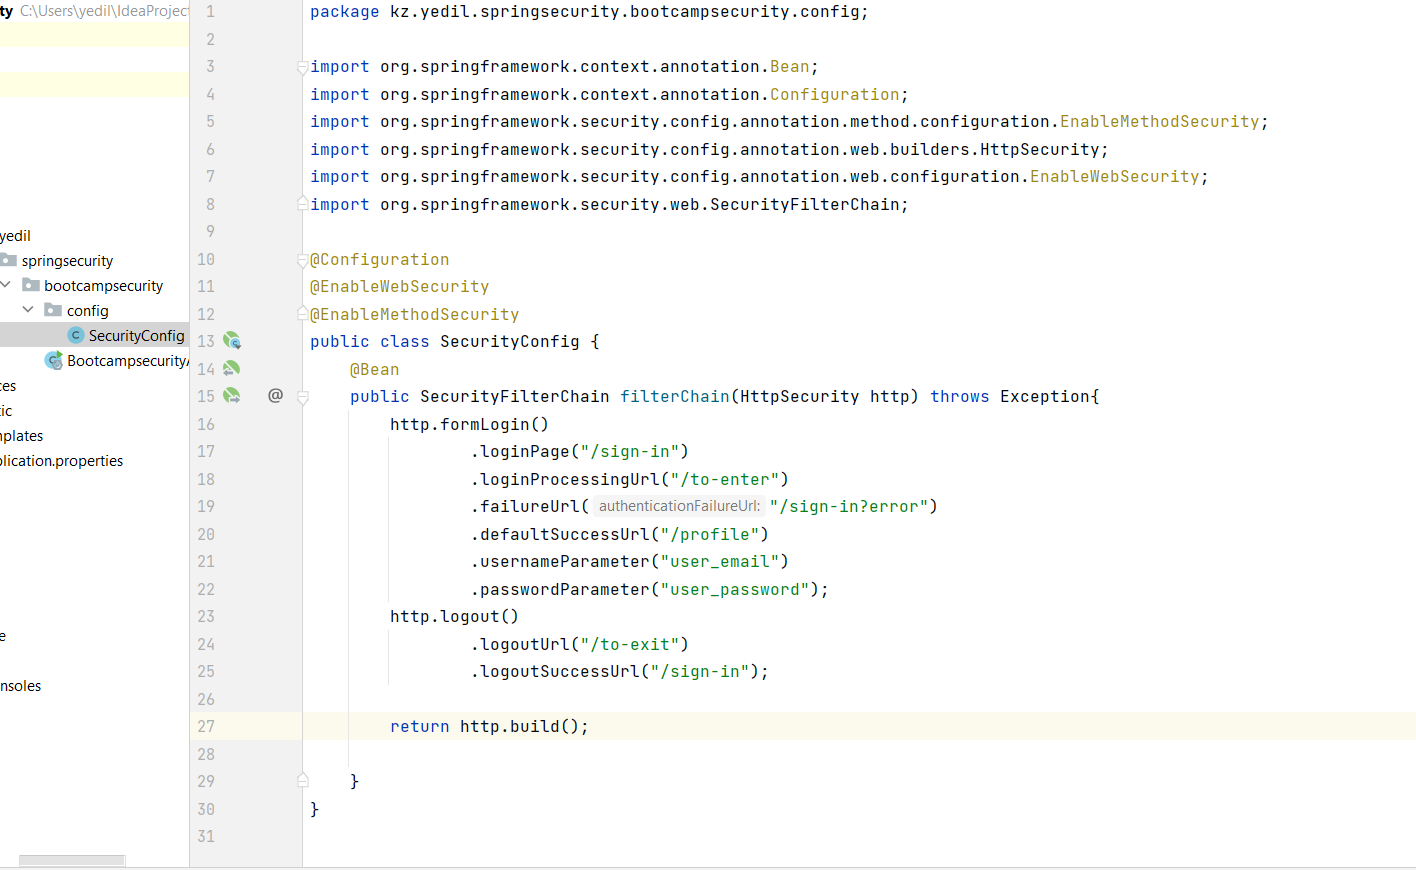 ty C:\Users\yedil\IdeaProject
yedil
springsecurity
bootcampsecurity
config
SecurityConfig
Bootcampsecurity
ces
tic
mplates
plication.properties
e
nsoles
1 package kz.yedil.springsecurity.bootcampsecurity.config;
2
3 import org.springframework.context.annotation.Bean;
4 import org.springframework.context.annotation.Configuration;
5 import org.springframework.security.config.annotation.method.configuration.EnableMethodSecurity;
6 import org.springframework.security.config.annotation.web.builders.HttpSecurity;
7 import org.springframework.security.config.annotation.web.configuration.EnableWebSecurity;
8 import org.springframework.security.web.SecurityFilterChain;
9
10 @Configuration
11 @EnableWebSecurity
12 @EnableMethodSecurity
13 public class SecurityConfig {
14 @Bean
15 @ public SecurityFilterChain filterChain(HttpSecurity http) throws Exception{
16 http.formLogin()
17 .loginPage("/sign-in")
18 .loginProcessingUrl("/to-enter")
19 .failureUrl( authenticationFailureUrl: "/sign-in?error")
20 .defaultSuccessUrl("/profile")
21 .usernameParameter("user_email")
22 .passwordParameter("user_password");
23 http.logout()
24 .logoutUrl("/to-exit")
25 .logoutSuccessUrl("/sign-in");
26
27 return http.build();
28
29 }
30 }
31